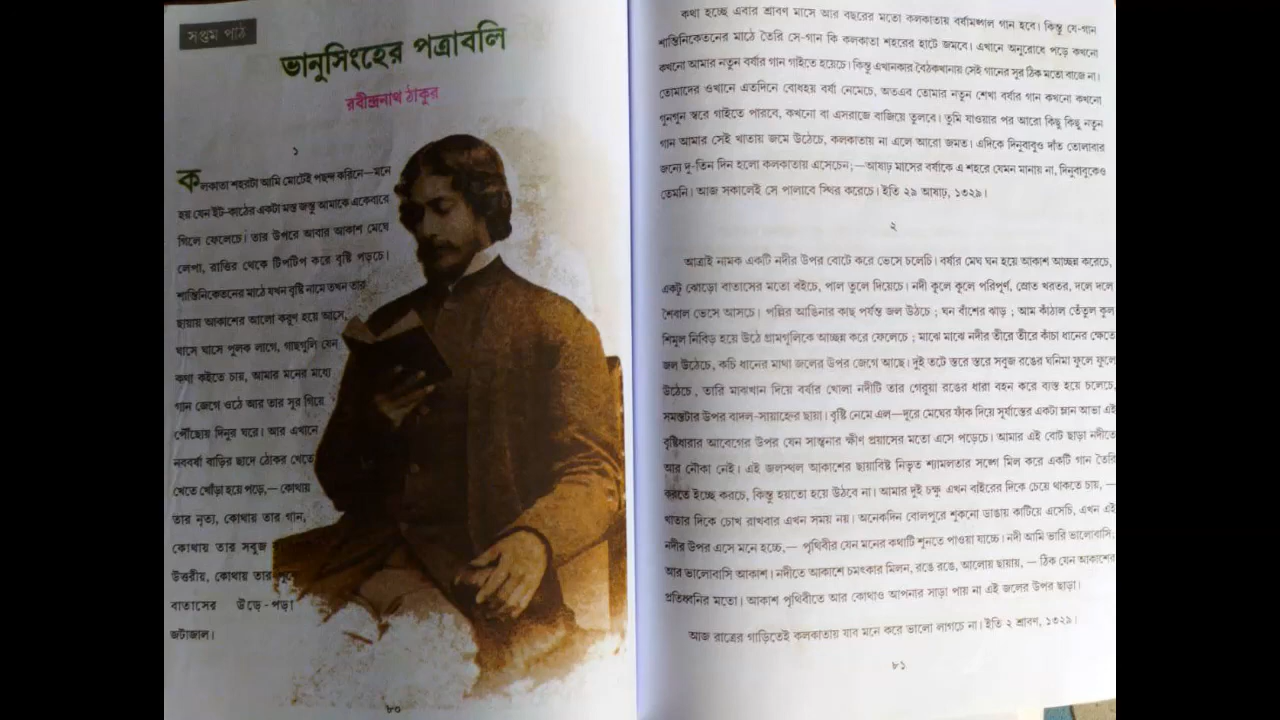 সপ্তম পাঠ
ভানুসিংহের পত্রাবলি
রবীন্দ্রনাথ ঠাকুর
১
কলকাতা শহরটা আমি মোটেই পছন্দ করিনে—মনে
হয় যেন ইট-কাঠের একটা মস্ত জন্তু আমাকে একেবারে
গিলে ফেলেচে। তার উপরে আবার আকাশ মেঘে
লেপা, রাত্তির থেকে টিপটিপ করে বৃষ্টি পড়চে।
শান্তিনিকেতনের মাঠে যখন বৃষ্টি নামে তখন তার
ছায়ায় আকাশের আলো করুণ হয়ে আসে,
ঘাসে ঘাসে পুলক লাগে, গাছগুলি যেন
কথা কইতে চায়, আমার মনের মধ্যে
গান জেগে ওঠে আর তার সুর গিয়ে
পৌঁছোয় দিনুর ঘরে। আর এখানে
নববর্ষা বাড়ির ছাদে ঠোকর খেতে
খেতে খোঁড়া হয়ে পড়ে,— কোথায়
তার নৃত্য, কোথায় তার গান,
কোথায় তার সবুজ
উত্তরীয়, কোথায় তার পুবে
বাতাসের উড়ে-পড়া
জটাজাল।
৮০
কথা হচ্ছে এবার শ্রাবণ মাসে আর বছরের মতো কলকাতায় বর্ষামঙ্গল গান হবে। কিন্তু যে-গান
শান্তিনিকেতনের মাঠে তৈরি সে-গান কি কলকাতা শহরের হাটে জমবে। এখানে অনুরোধে পড়ে কখনো
কখনো আমার নতুন বর্ষার গান গাইতে হয়েচে। কিন্তু এখানকার বৈঠকখানায় সেই গানের সুর ঠিক মতো বাজে না।
তোমাদের ওখানে এতদিনে বোধহয় বর্ষা নেমেচে, অতএব তোমার নতুন শেখা বর্ষার গান কখনো কখনো
গুনগুন স্বরে গাইতে পারবে, কখনো বা এসরাজে বাজিয়ে তুলবে। তুমি যাওয়ার পর আরো কিছু কিছু নতুন
গান আমার সেই খাতায় জমে উঠেচে, কলকাতায় না এলে আরো জমত। এদিকে দিনুবাবুও দাঁত তোলাবার
জন্যে দু-তিন দিন হলো কলকাতায় এসেচেন;—আষাঢ় মাসের বর্ষাকে এ শহরে যেমন মানায় না, দিনুবাবুকেও
তেমনি। আজ সকালেই সে পালাবে স্থির করেচে। ইতি ২৯ আষাঢ়, ১৩২৯।
২
আত্রাই নামক একটি নদীর উপর বোটে করে ভেসে চলেচি। বর্ষার মেঘ ঘন হয়ে আকাশ আচ্ছন্ন করেচে,
একটু ঝোড়ো বাতাসের মতো বইচে, পাল তুলে দিয়েচে। নদী কূলে কূলে পরিপূর্ণ, স্রোত খরতর, দলে দলে
শৈবাল ভেসে আসচে। পল্লির আঙিনার কাছ পর্যন্ত জল উঠচে ; ঘন বাঁশের ঝাড় ; আম কাঁঠাল তেঁতুল কুল
শিমুল নিবিড় হয়ে উঠে গ্রামগুলিকে আচ্ছন্ন করে ফেলেচে ; মাঝে মাঝে নদীর তীরে তীরে কাঁচা ধানের ক্ষেতে
জল উঠেচে, কচি ধানের মাথা জলের উপর জেগে আছে। দুই তটে স্তরে স্তরে সবুজ রঙের ঘনিমা ফুলে ফুলে
উঠেচে, তারি মাঝখান দিয়ে বর্ষার খোলা নদীটি তার গেরুয়া রঙের ধারা বহন করে ব্যস্ত হয়ে চলেচে,
সমস্তটার উপর বাদল-সায়াহ্নের ছায়া। বৃষ্টি নেমে এল—দূরে মেঘের ফাঁক দিয়ে সূর্যাস্তের একটা ম্লান আভা এই
বৃষ্টিধারার আবেগের উপর যেন সান্ত্বনার ক্ষীণ প্রয়াসের মতো এসে পড়েচে। আমার এই বোট ছাড়া নদীতে
আর নৌকা নেই। এই জলস্থল আকাশের ছায়াবিষ্ট নিভৃত শ্যামলতার সঙ্গে মিল করে একটি গান তৈরি
করতে ইচ্ছে করচে, কিন্তু হয়তো হয়ে উঠবে না। আমার দুই চক্ষু এখন বাইরের দিকে চেয়ে থাকতে চায়, —
খাতার দিকে চোখ রাখবার এখন সময় নয়। অনেকদিন বোলপুরে শুকনো ডাঙায় কাটিয়ে এসেচি, এখন এই
নদীর উপর এসে মনে হচ্ছে,— পৃথিবীর যেন মনের কথাটি শুনতে পাওয়া যাচ্ছে। নদী আমি ভারি ভালোবাসি;
আর ভালোবাসি আকাশ। নদীতে আকাশে চমৎকার মিলন, রঙে রঙে, আলোয় ছায়ায়, — ঠিক যেন আকাশের
প্রতিধ্বনির মতো। আকাশ পৃথিবীতে আর কোথাও আপনার সাড়া পায় না এই জলের উপর ছাড়া।
আজ রাত্রের গাড়িতেই কলকাতায় যাব মনে করে ভালো লাগচে না। ইতি ২ শ্রাবণ, ১৩২৯।
৮১